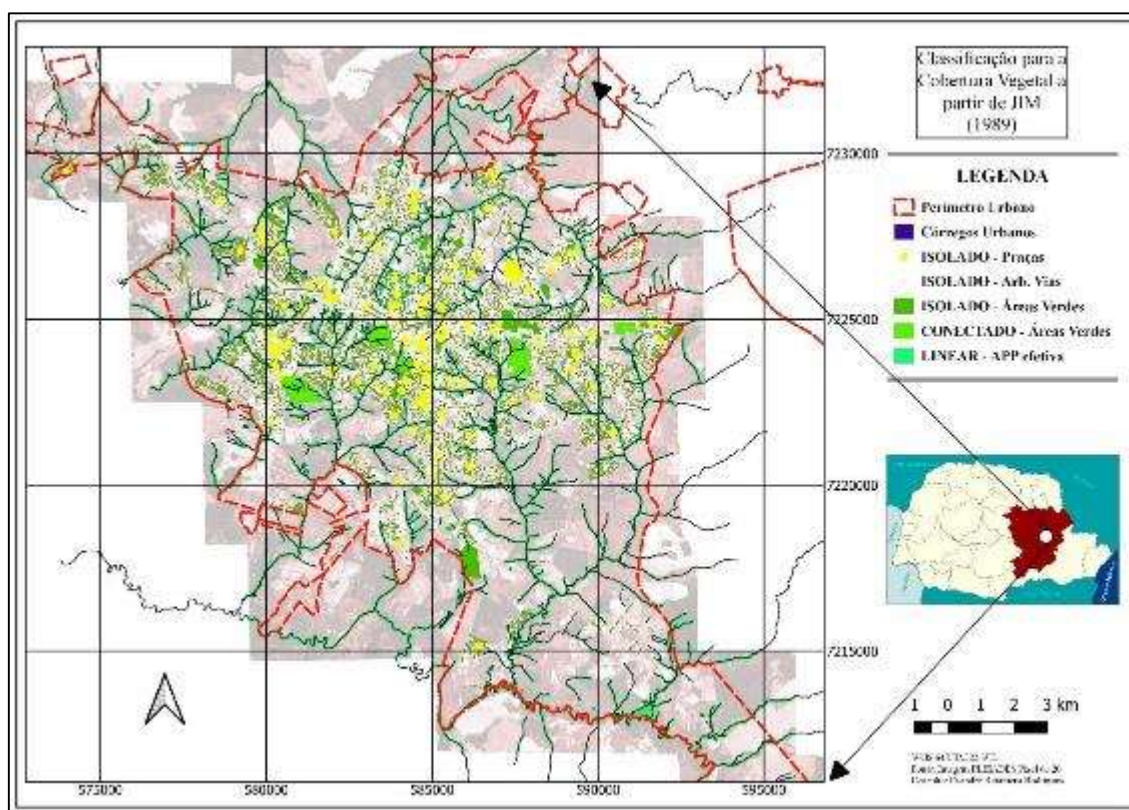 Classificação para a
Cobertura Vegetal a
partir de JIM
(1989)
LEGENDA
Perímetro Urbano
Córregos Urbanos
ISOLADO - Praças
ISOLADO - Arb. Vias
ISOLADO - Áreas Verdes
CONECTADO - Áreas Verdes
LINEAR - APP efetiva
7230000
7225000
7220000
7215000
575000
580000
585000
590000
595000
1 0 1 2 3 km